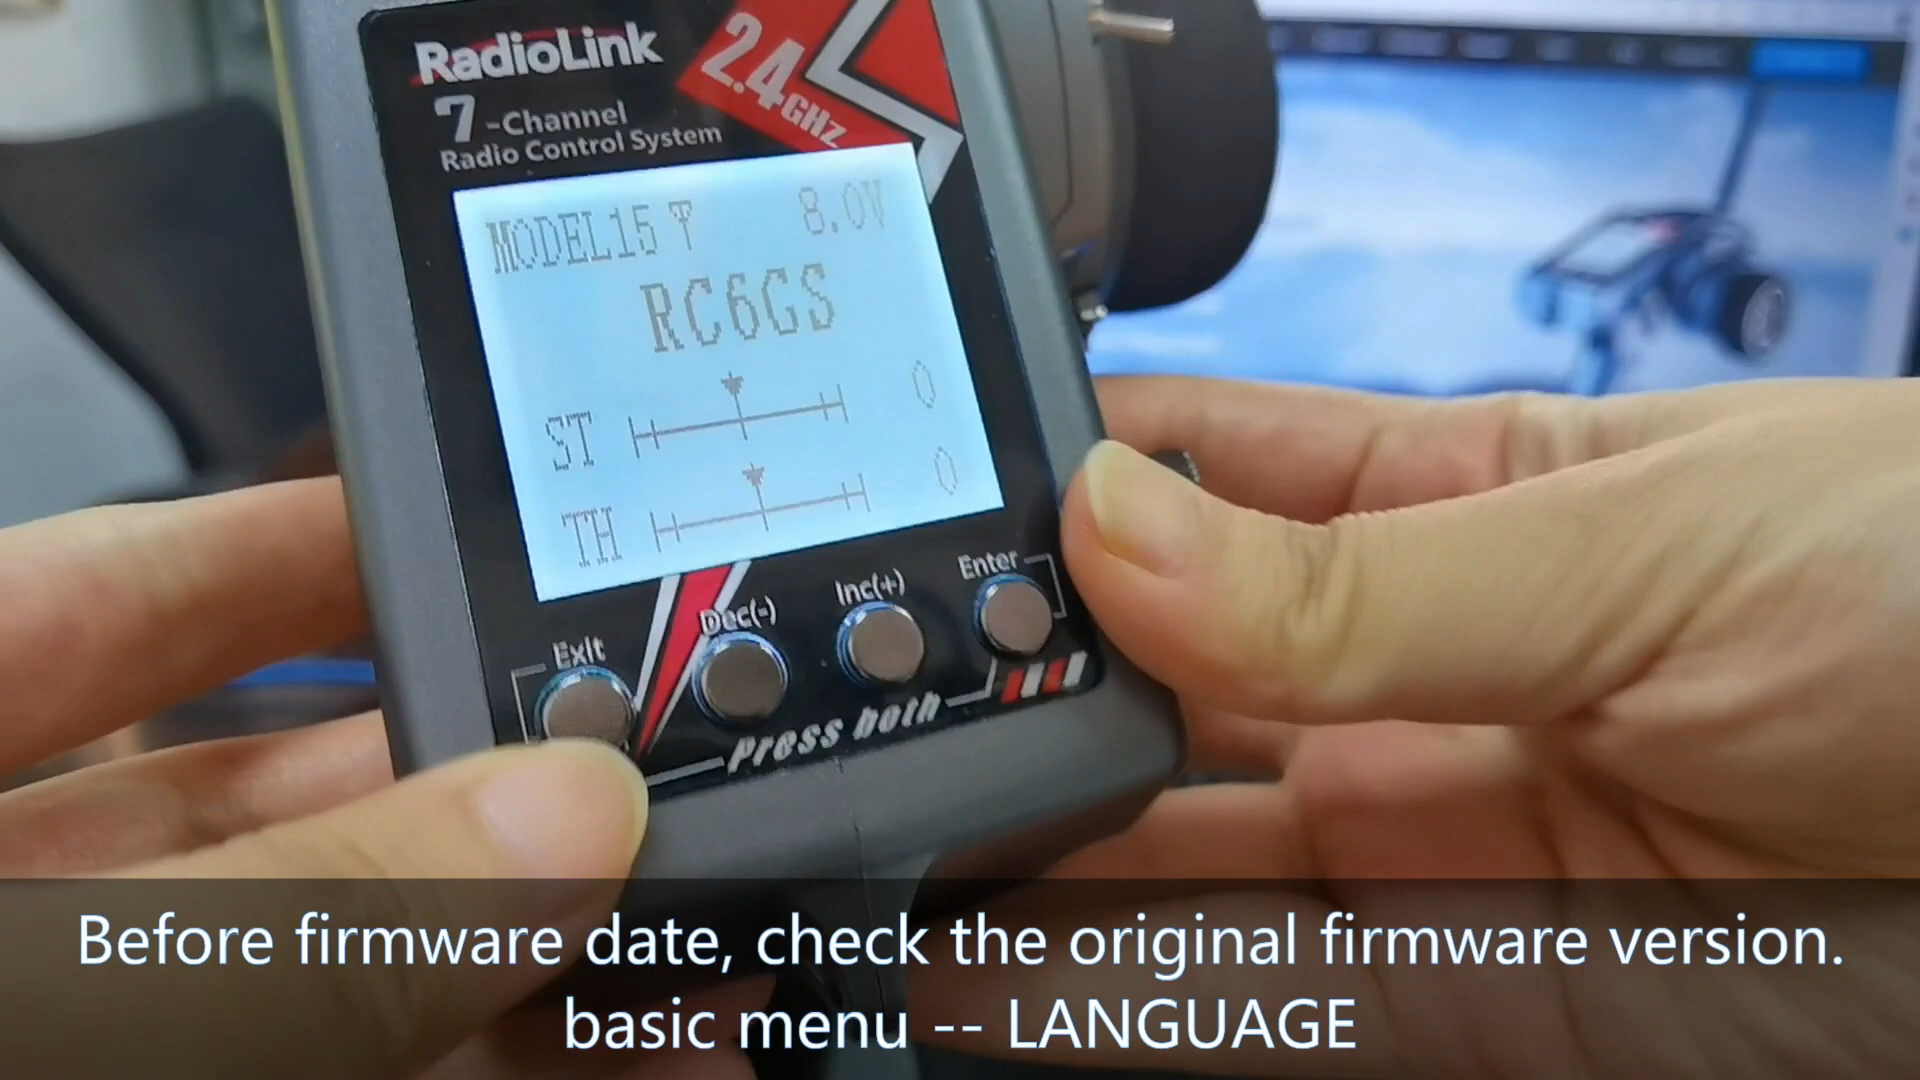 RadioLink
2.4GHz
7-Channel
Radio Control System
MODEL15 8.0V
RC6GS
ST 0
TH 0
Exit Dec(-) Inc(+) Enter
Press both
Before firmware date, check the original firmware version.
basic menu -- LANGUAGE